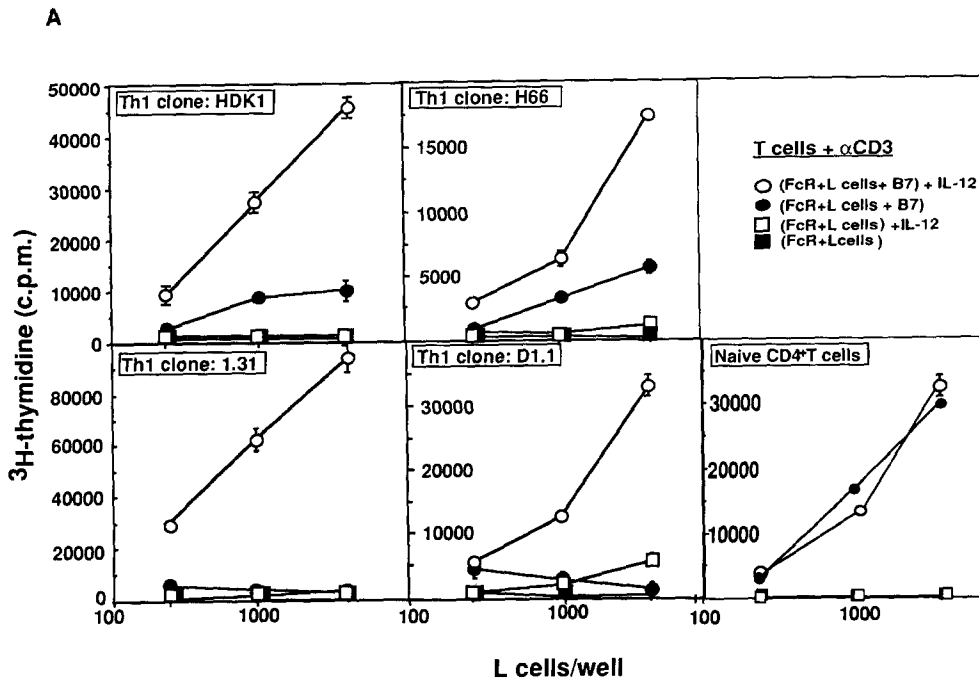 A
Th1 clone: HDK1
50000
40000
30000
20000
10000
0
Th1 clone: H66
15000
10000
5000
T cells + αCD3
(FcR+L cells+ B7) + IL-12
(FcR+L cells + B7)
(FcR+L cells) +IL-12
(FcR+Lcells)
³H-thymidine (c.p.m.)
Th1 clone: 1.31
80000
60000
40000
20000
0
100
1000
Th1 clone: D1.1
30000
20000
10000
100
1000
Naive CD4⁺T cells
30000
20000
10000
100
1000
L cells/well